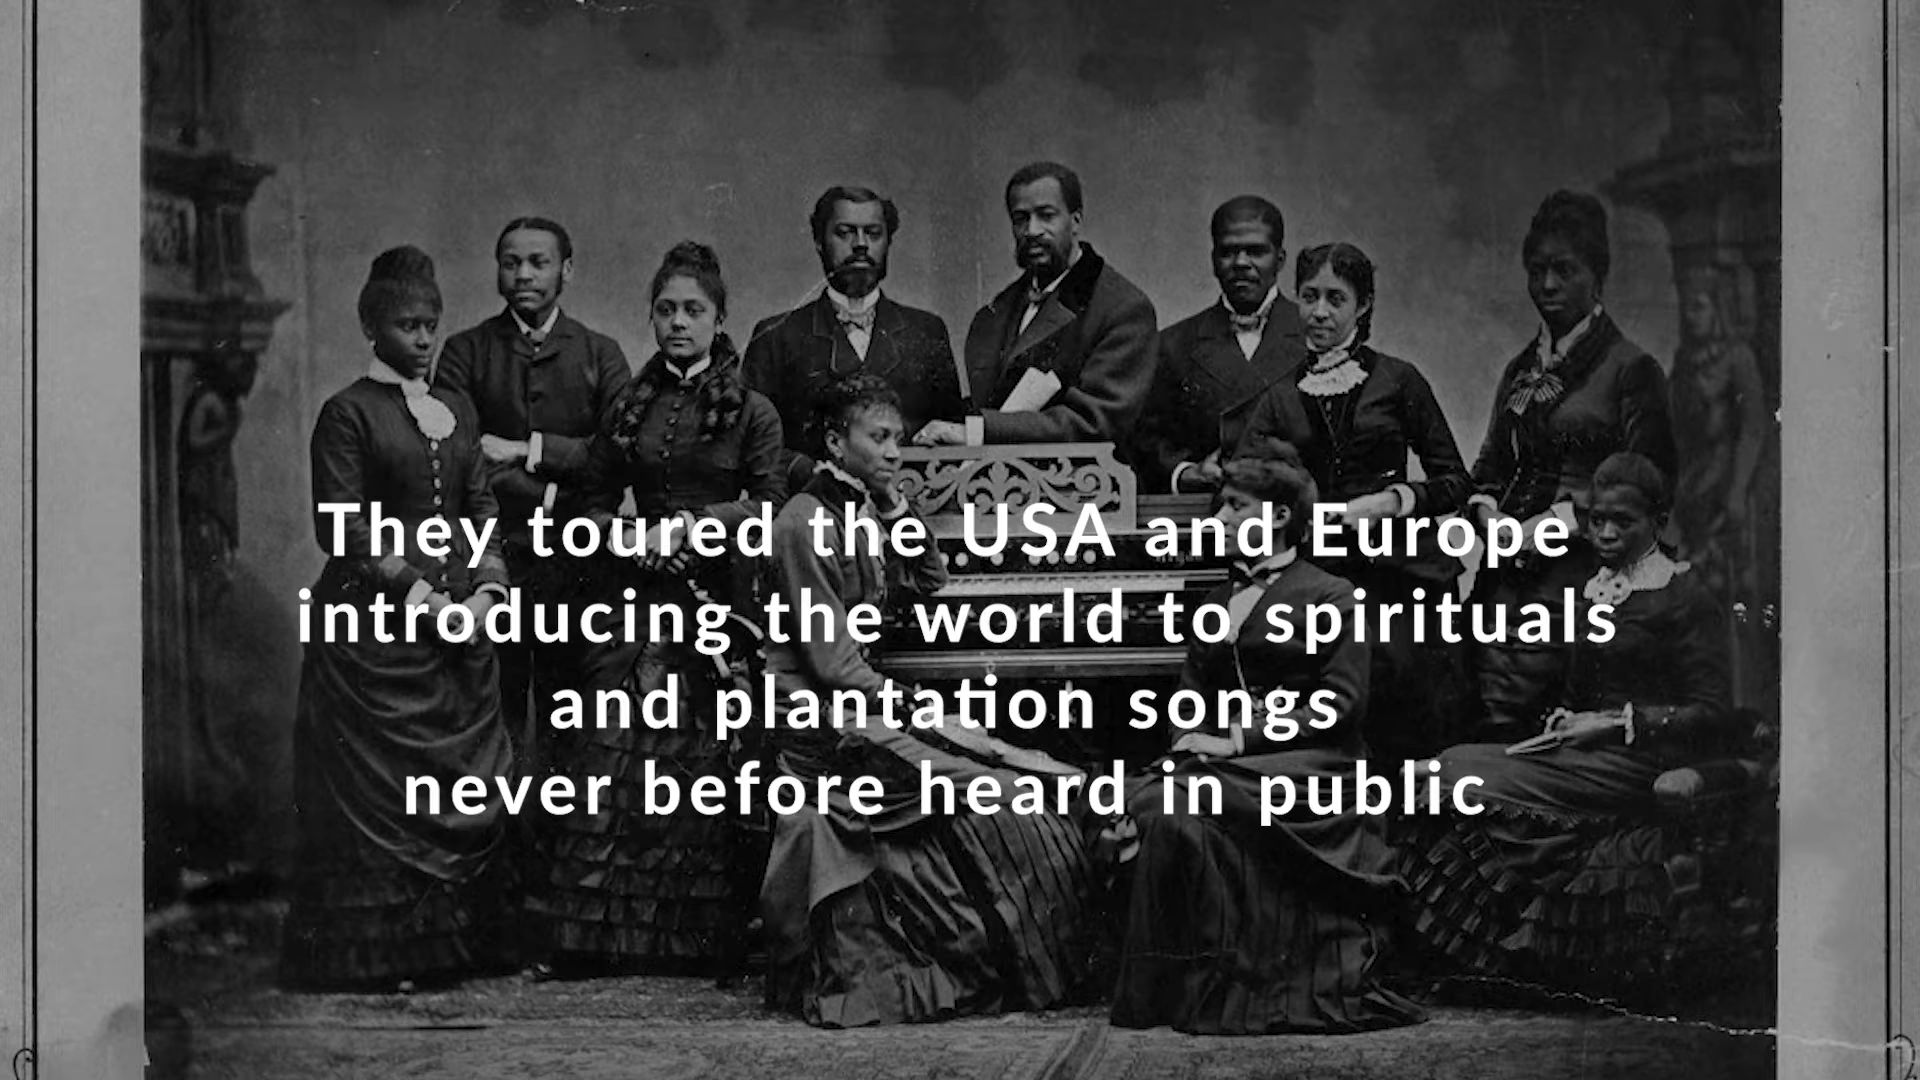 They toured the USA and Europe
introducing the world to spirituals
and plantation songs
never before heard in public